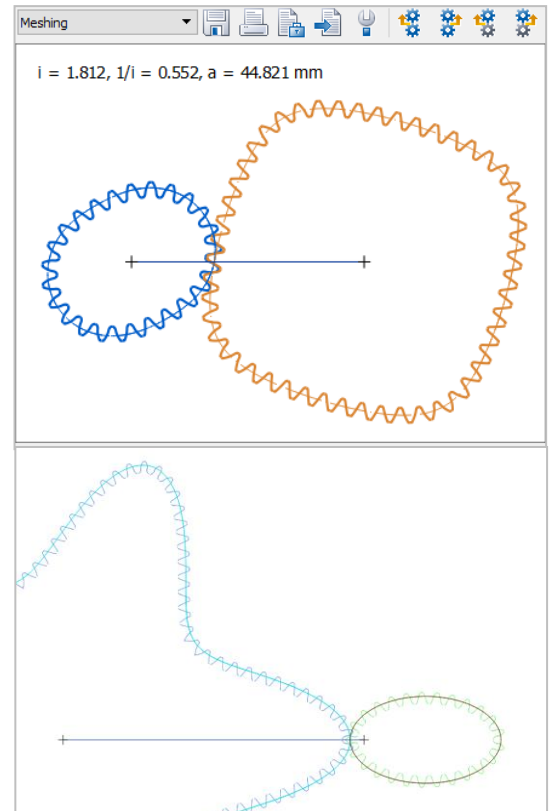 Meshing
i = 1.812, 1/i = 0.552, a = 44.821 mm